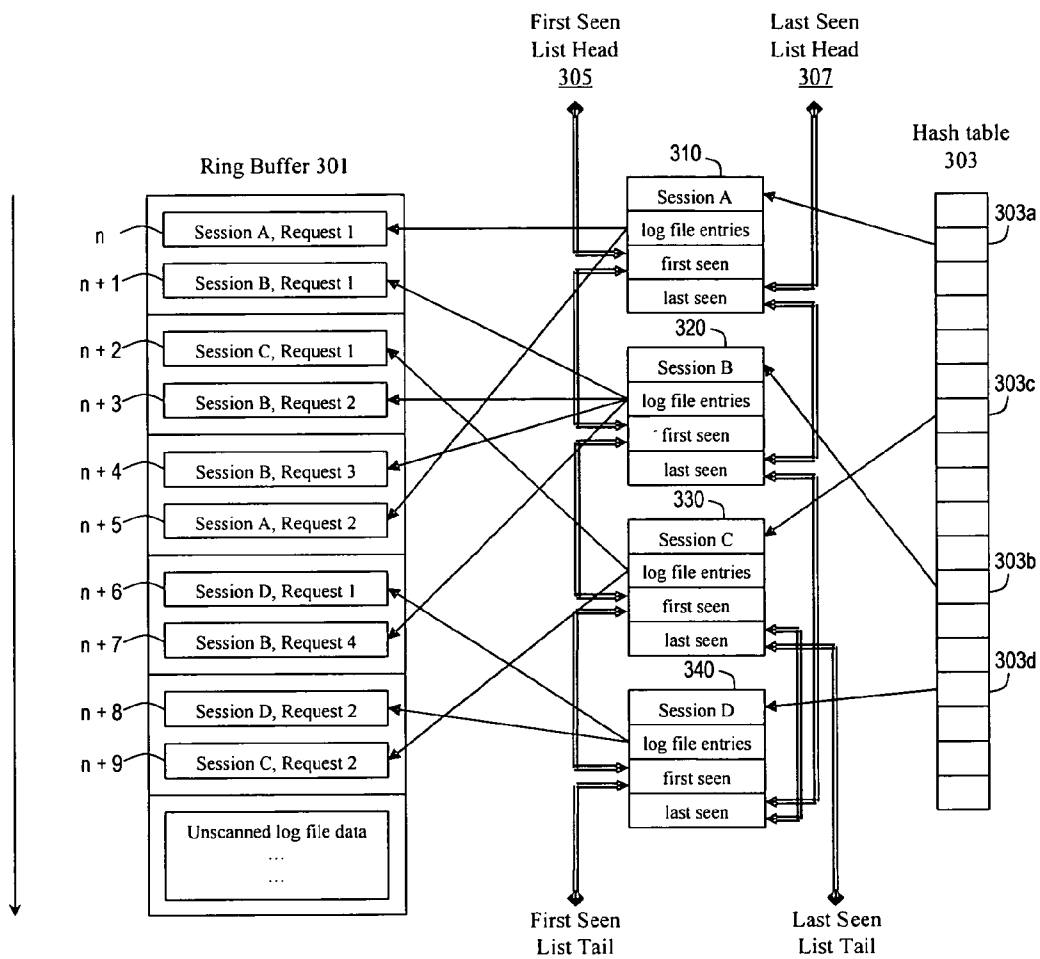 First Seen
List Head
305
Last Seen
List Head
307
Hash table
303
Ring Buffer 301
n
Session A, Request 1
n + 1
Session B, Request 1
n + 2
Session C, Request 1
n + 3
Session B, Request 2
n + 4
Session B, Request 3
n + 5
Session A, Request 2
n + 6
Session D, Request 1
n + 7
Session B, Request 4
n + 8
Session D, Request 2
n + 9
Session C, Request 2
Unscanned log file data
...
...
310
Session A
log file entries
first seen
last seen
320
Session B
log file entries
first seen
last seen
330
Session C
log file entries
first seen
last seen
340
Session D
log file entries
first seen
last seen
303a
303c
303b
303d
First Seen
List Tail
Last Seen
List Tail